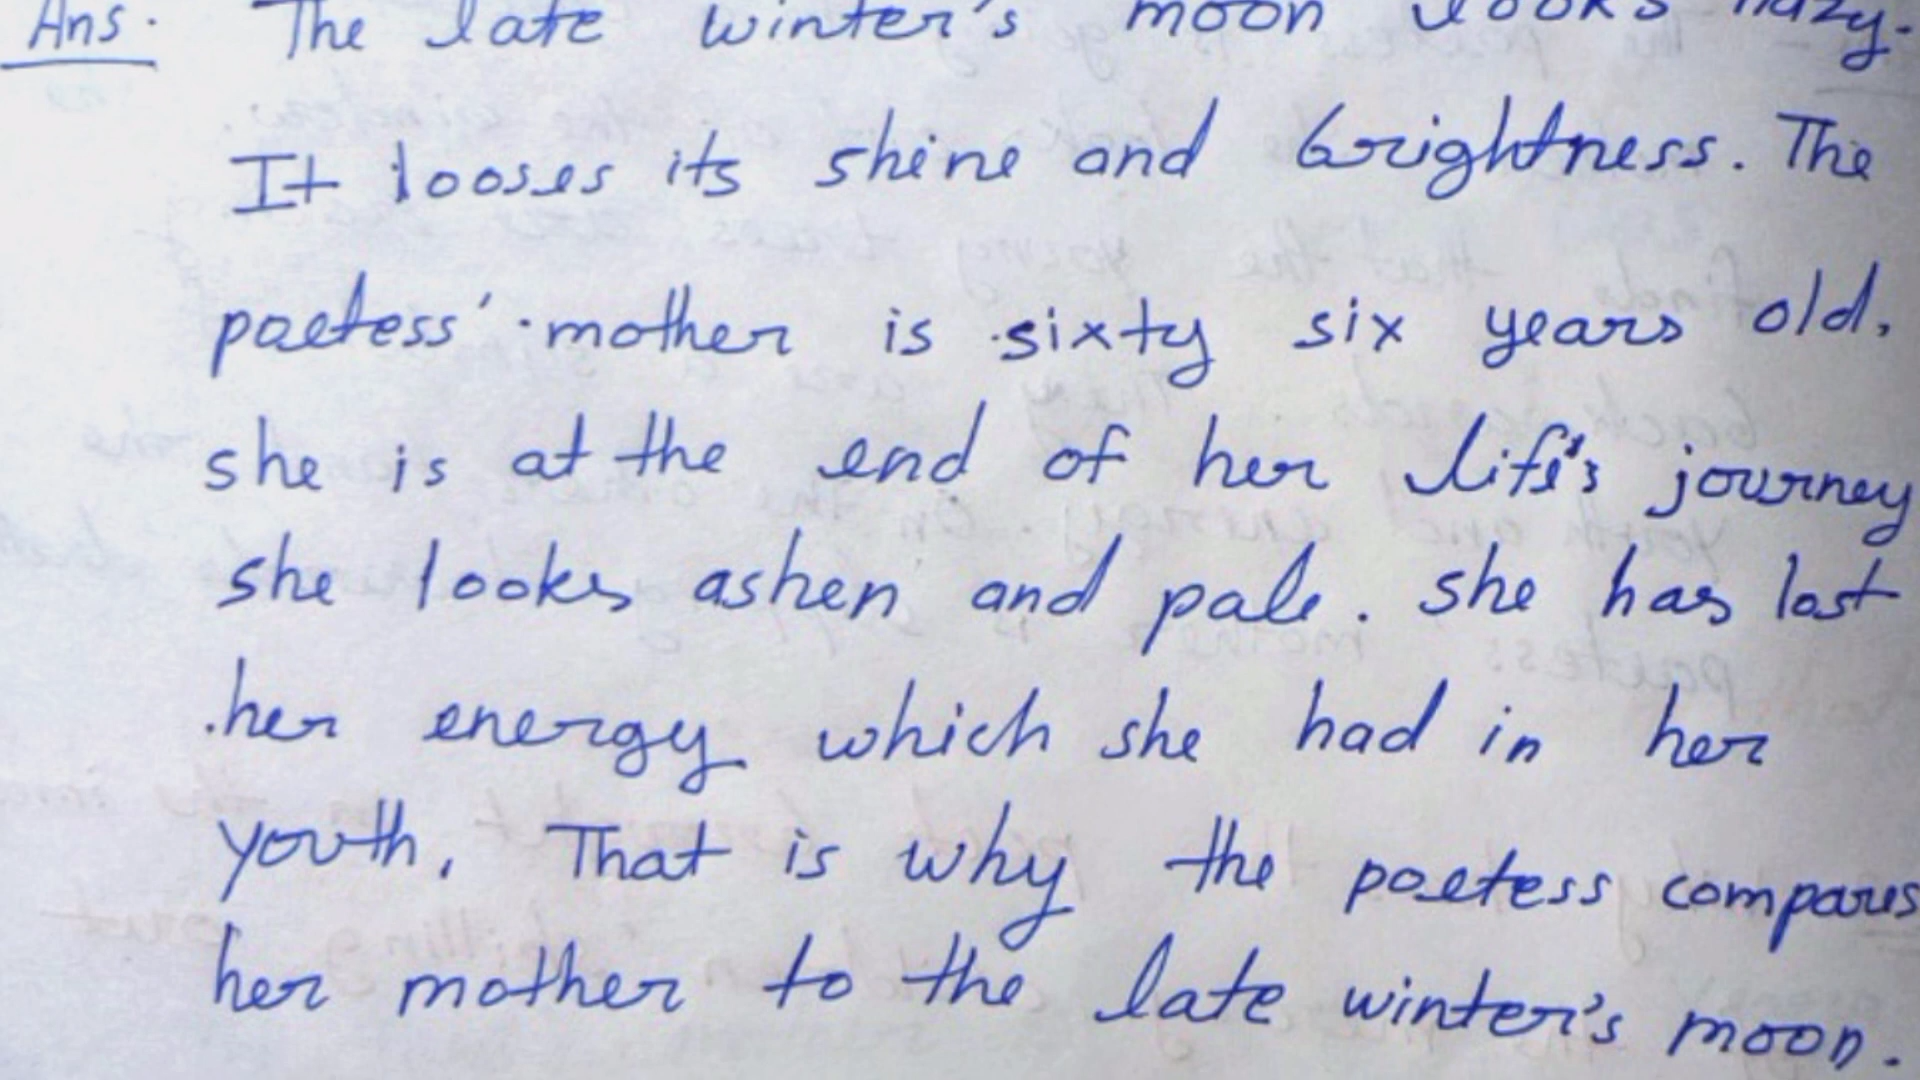 Ans. The late winter's moon looks hazy.
It looses its shine and brightness. The
poetess' mother is sixty six years old.
she is at the end of her life's journey
she looks ashen and pale. she has lost
her energy which she had in her
youth. That is why the poetess compares
her mother to the late winter's moon.